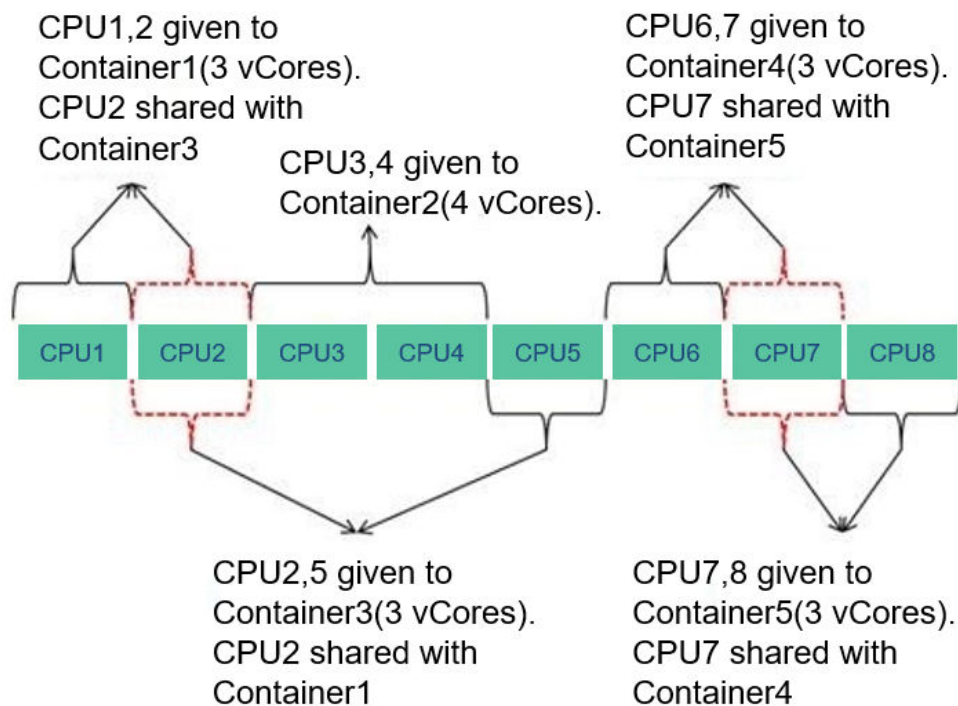 CPU1,2 given to
Container1(3 vCores).
CPU2 shared with
Container3
CPU3,4 given to
Container2(4 vCores).
CPU6,7 given to
Container4(3 vCores).
CPU7 shared with
Container5
CPU1
CPU2
CPU3
CPU4
CPU5
CPU6
CPU7
CPU8
CPU2,5 given to
Container3(3 vCores).
CPU2 shared with
Container1
CPU7,8 given to
Container5(3 vCores).
CPU7 shared with
Container4